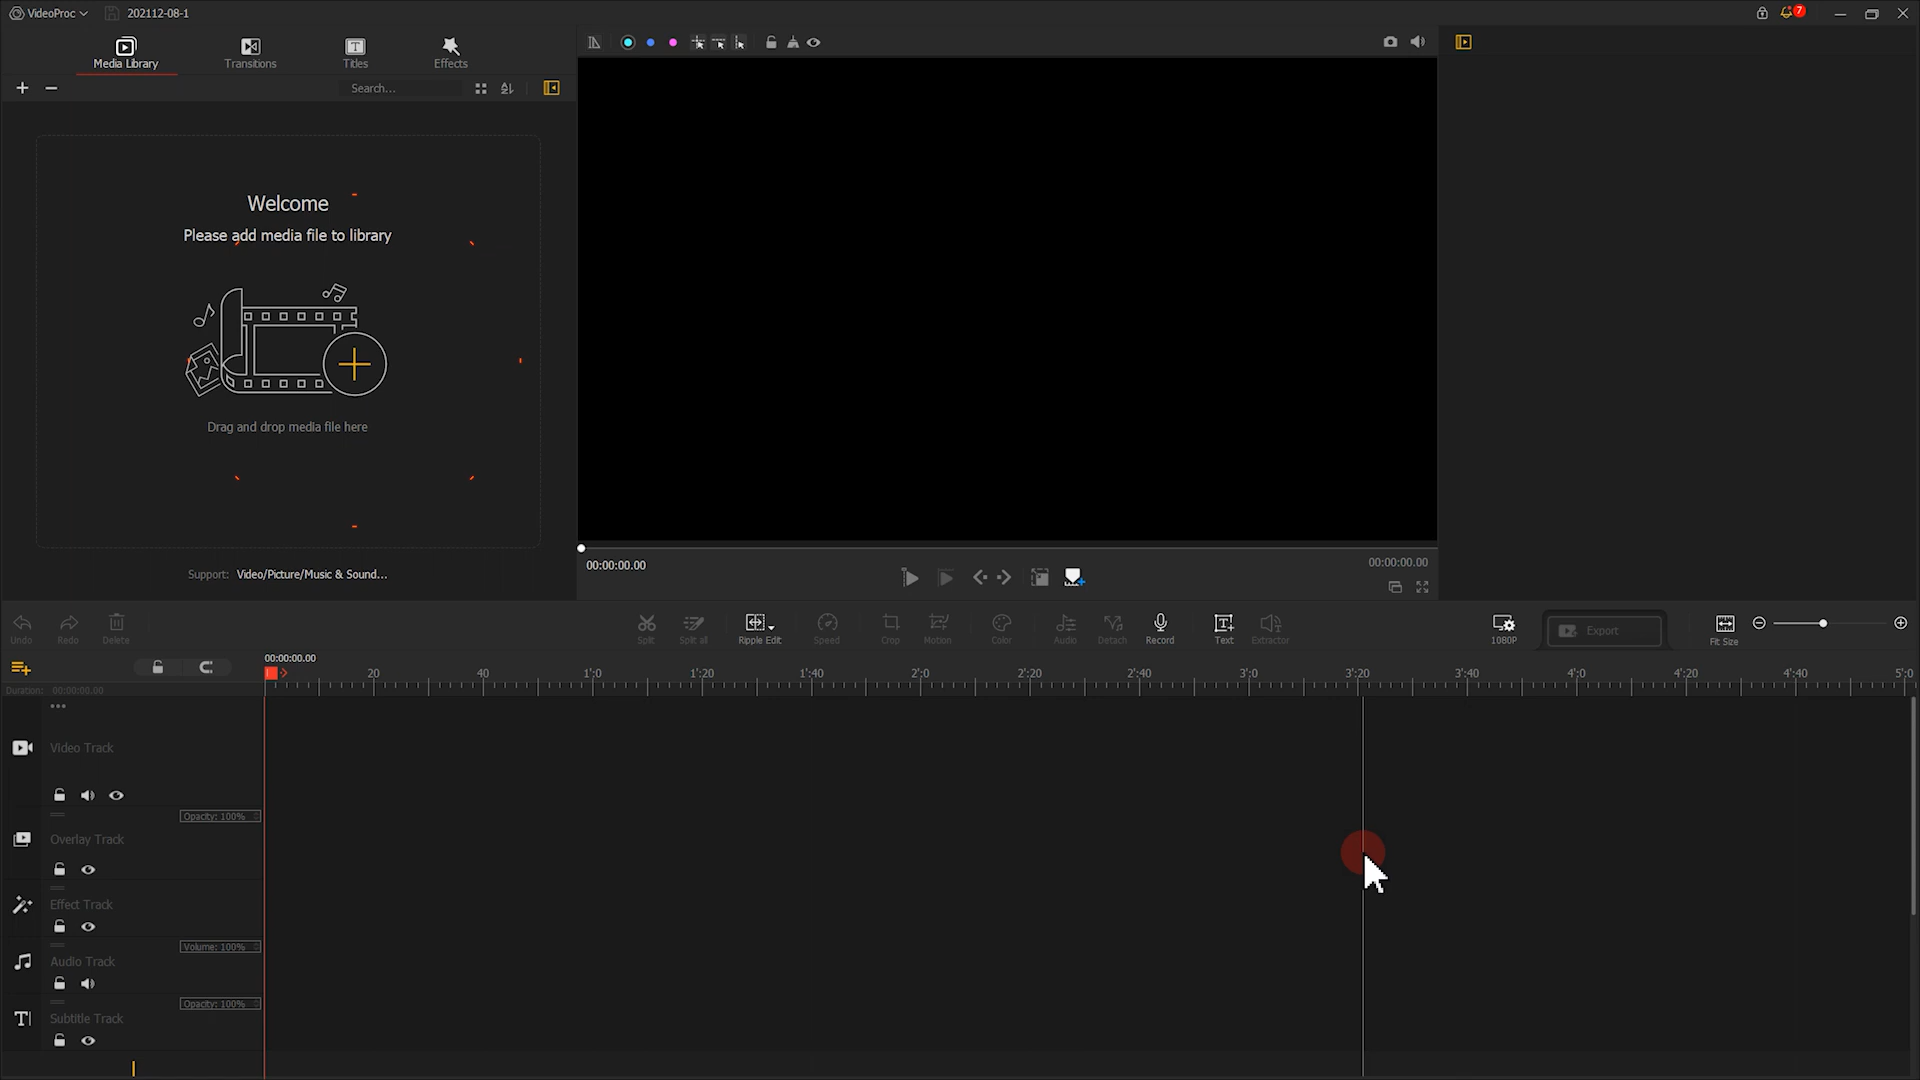 VideoProc
202112-08-1
7
Media Library
Transitions
Titles
Effects
Search...
Welcome
Please add media file to library
Drag and drop media file here
Support: Video/Picture/Music & Sound...
00:00:00.00
00:00:00.00
Undo
Redo
Delete
Split
Split all
Ripple Edit
Speed
Crop
Motion
Color
Audio
Detach
Record
Text
Extractor
1080P
Export
Fit Size
00:00:00.00
20
40
1':0
1':20
1':40
2':0
2':20
2':40
3':0
3':20
3':40
4':0
4':20
4':40
5':0
Duration: 00:00:00.00
Video Track
Opacity: 100%
Overlay Track
Effect Track
Volume: 100%
Audio Track
Opacity: 100%
Subtitle Track